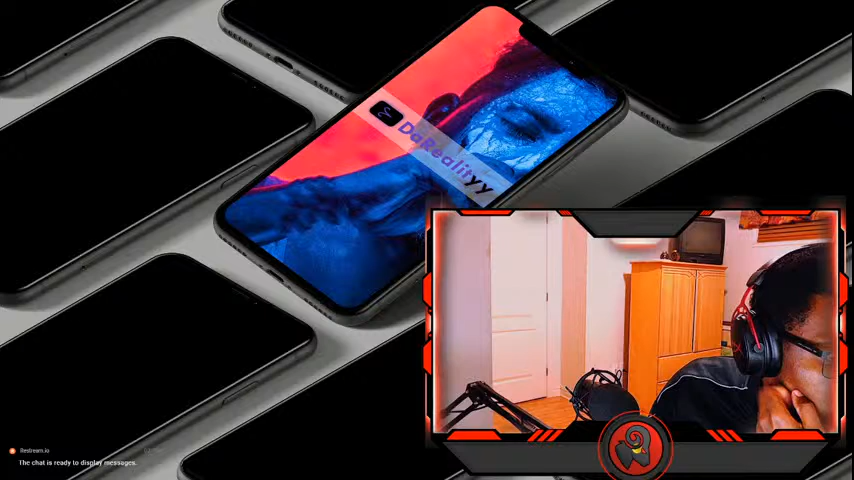 DaRealityy
Restream.io
The chat is ready to display messages.